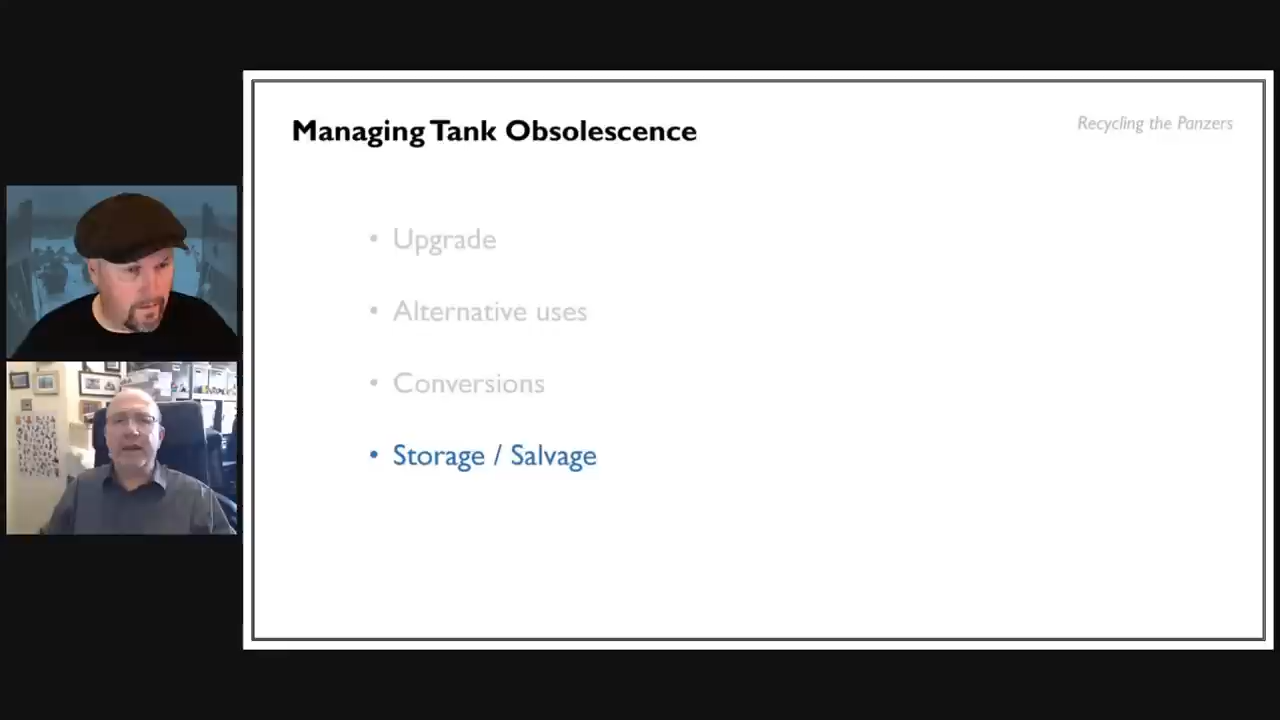 Managing Tank Obsolescence
Recycling the Panzers
• Upgrade
• Alternative uses
• Conversions
• Storage / Salvage